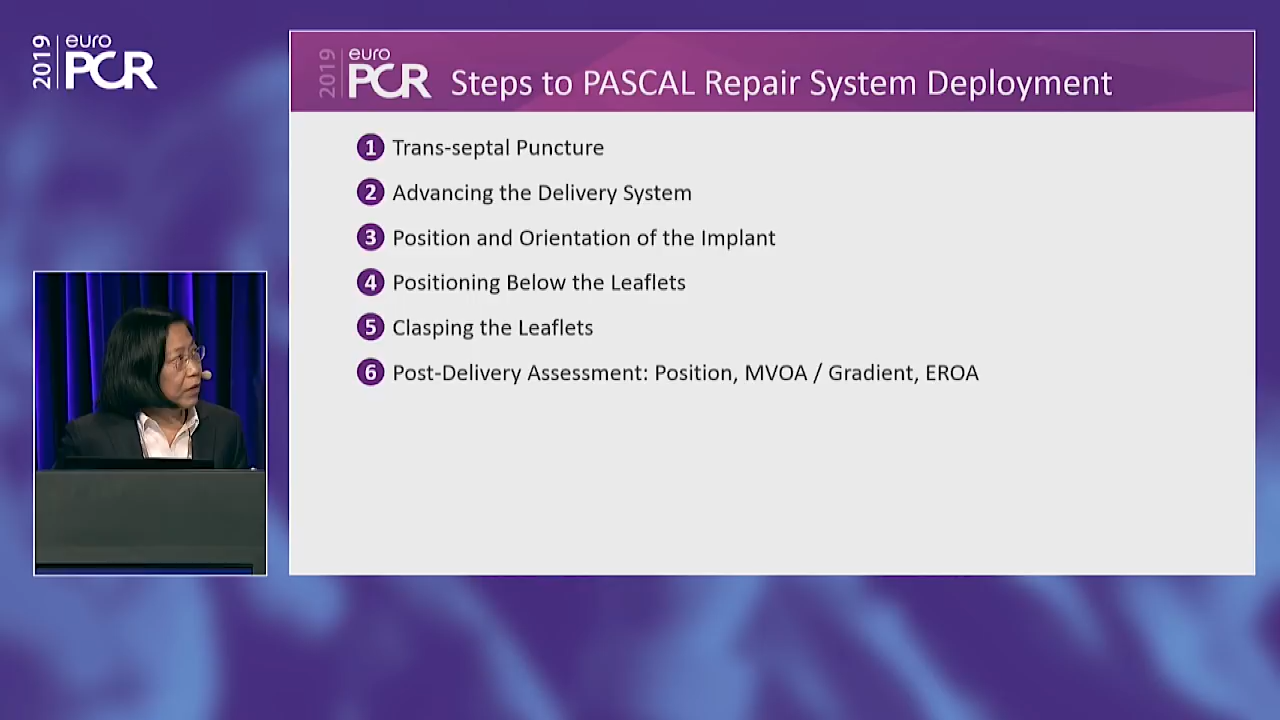 2019
euro
PCR
2019
euro
PCR
Steps to PASCAL Repair System Deployment
1 Trans-septal Puncture
2 Advancing the Delivery System
3 Position and Orientation of the Implant
4 Positioning Below the Leaflets
5 Clasping the Leaflets
6 Post-Delivery Assessment: Position, MVOA / Gradient, EROA